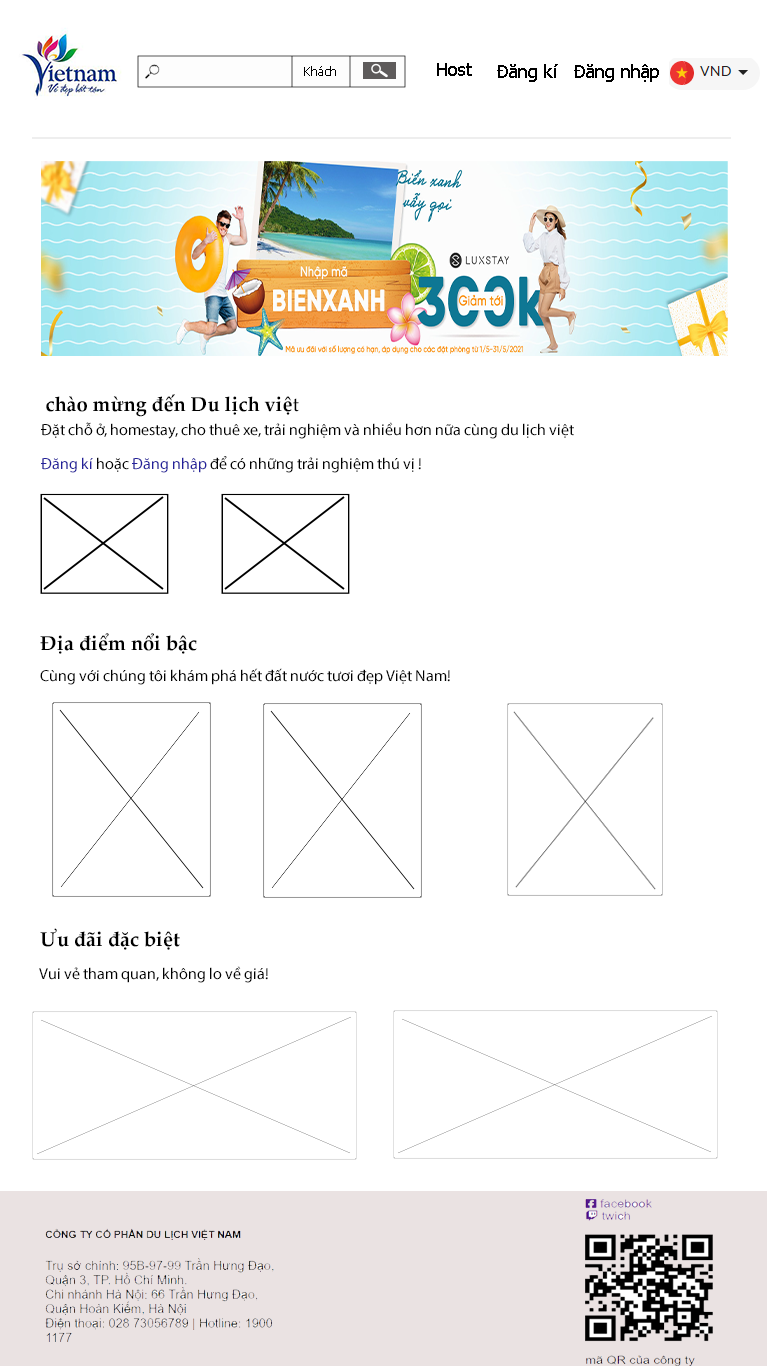 Vietnam
Vẻ đẹp bất tận
Khách
Host
Đăng kí
Đăng nhập
VND
Biển xanh
vẫy gọi
LUXSTAY
Nhập mã
BIENXANH
300k
Giảm tới
Mã ưu đãi với số lượng có hạn, áp dụng cho các đặt phòng từ 1/5-31/5/2021
chào mừng đến Du lịch việt
Đặt chỗ ở, homestay, cho thuê xe, trải nghiệm và nhiều hơn nữa cùng du lịch việt
Đăng kí hoặc Đăng nhập để có những trải nghiệm thú vị !
Địa điểm nổi bậc
Cùng với chúng tôi khám phá hết đất nước tươi đẹp Việt Nam!
Ưu đãi đặc biệt
Vui vẻ tham quan, không lo về giá!
CÔNG TY CỔ PHẦN DU LỊCH VIỆT NAM
Trụ sở chính: 95B-97-99 Trần Hưng Đạo,
Quận 3, TP. Hồ Chí Minh.
Chi nhánh Hà Nội: 66 Trần Hưng Đạo,
Quận Hoàn Kiếm, Hà Nội
Điện thoại: 028 73056789 | Hotline: 1900
1177
facebook
twich
mã QR của công ty